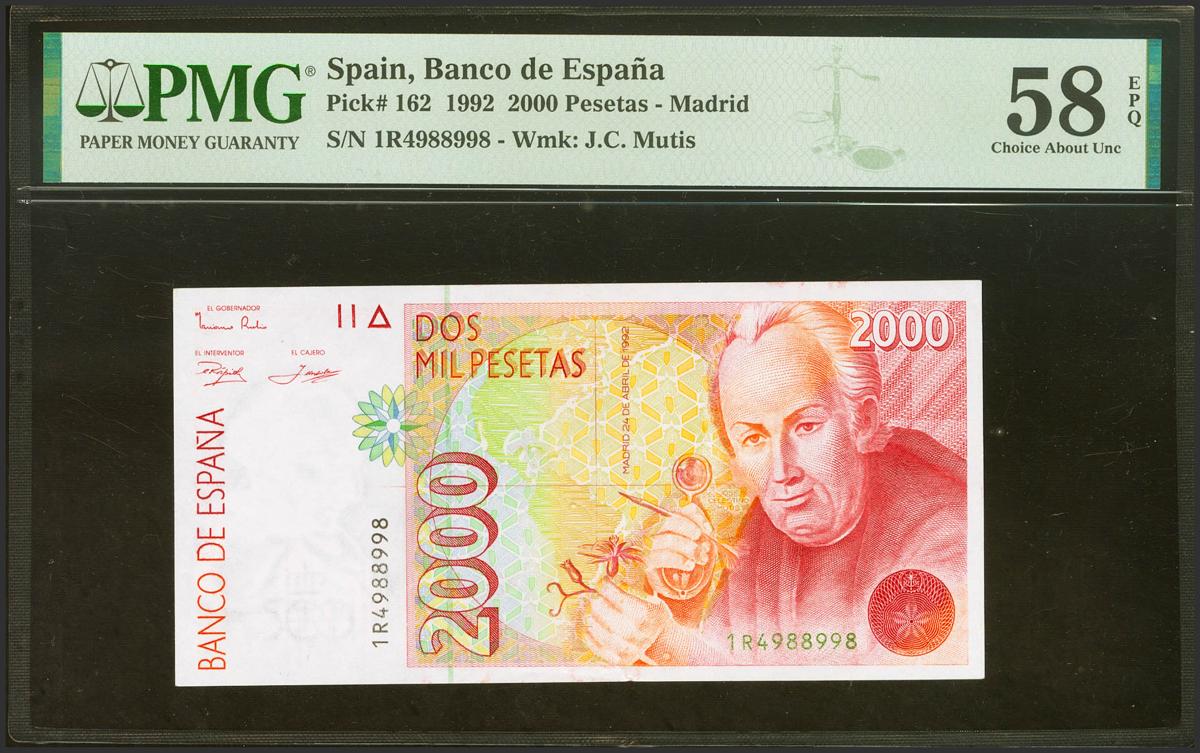 PMG®
PAPER MONEY GUARANTY
Spain, Banco de España
Pick# 162 1992 2000 Pesetas - Madrid
S/N 1R4988998 - Wmk: J.C. Mutis
58
EPQ
Choice About Unc
EL GOBERNADOR
EL INTERVENTOR
EL CAJERO
BANCO DE ESPAÑA
1R4988998
DOS
MIL PESETAS
2000
MADRID 24 DE ABRIL DE 1992
2000
1R4988998